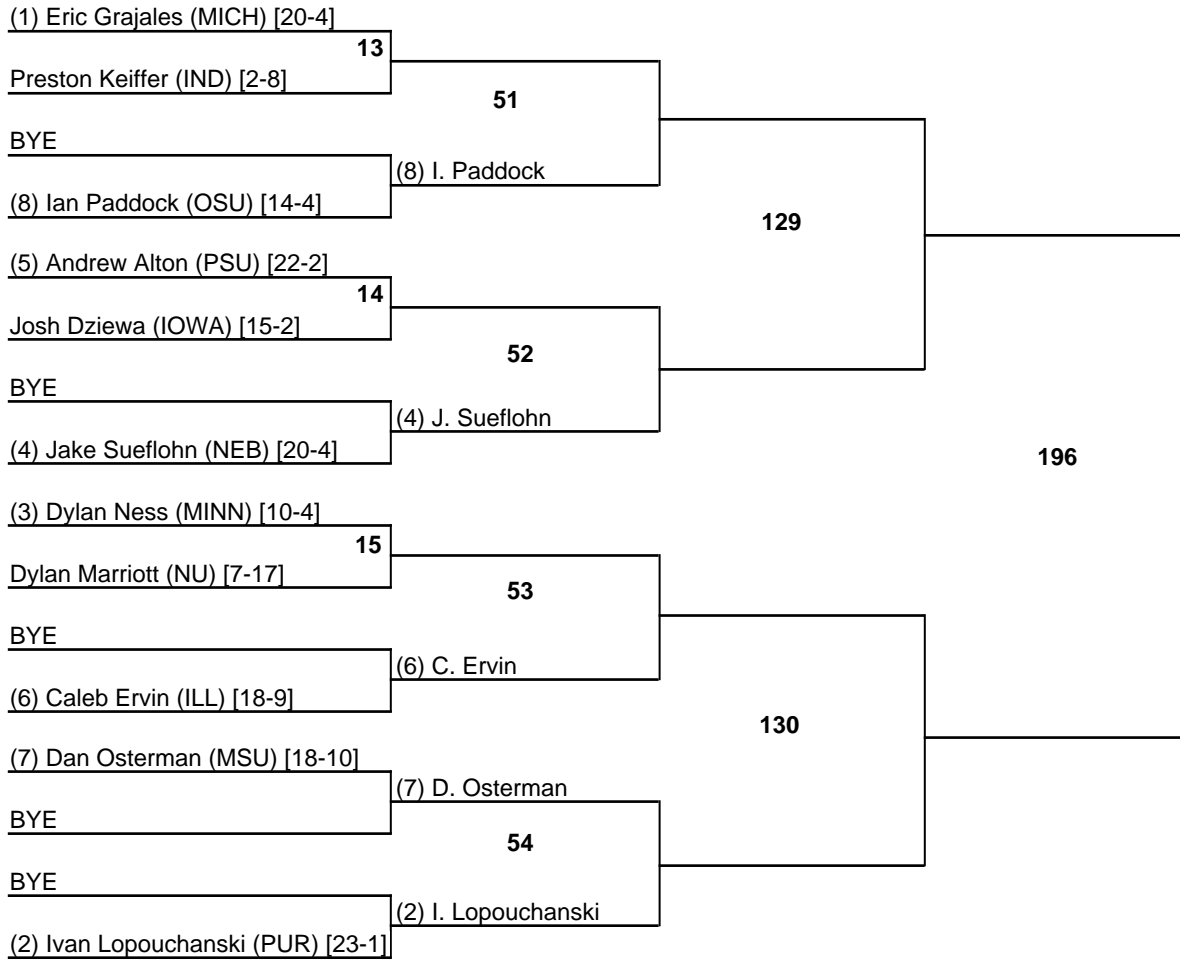 (1) Eric Grajales (MICH) [20-4]
13
Preston Keiffer (IND) [2-8]
51
BYE
(8) I. Paddock
(8) Ian Paddock (OSU) [14-4]
129
(5) Andrew Alton (PSU) [22-2]
14
Josh Dziewa (IOWA) [15-2]
52
BYE
(4) J. Sueflohn
(4) Jake Sueflohn (NEB) [20-4]
196
(3) Dylan Ness (MINN) [10-4]
15
Dylan Marriott (NU) [7-17]
53
BYE
(6) C. Ervin
(6) Caleb Ervin (ILL) [18-9]
130
(7) Dan Osterman (MSU) [18-10]
(7) D. Osterman
BYE
54
BYE
(2) I. Lopouchanski
(2) Ivan Lopouchanski (PUR) [23-1]